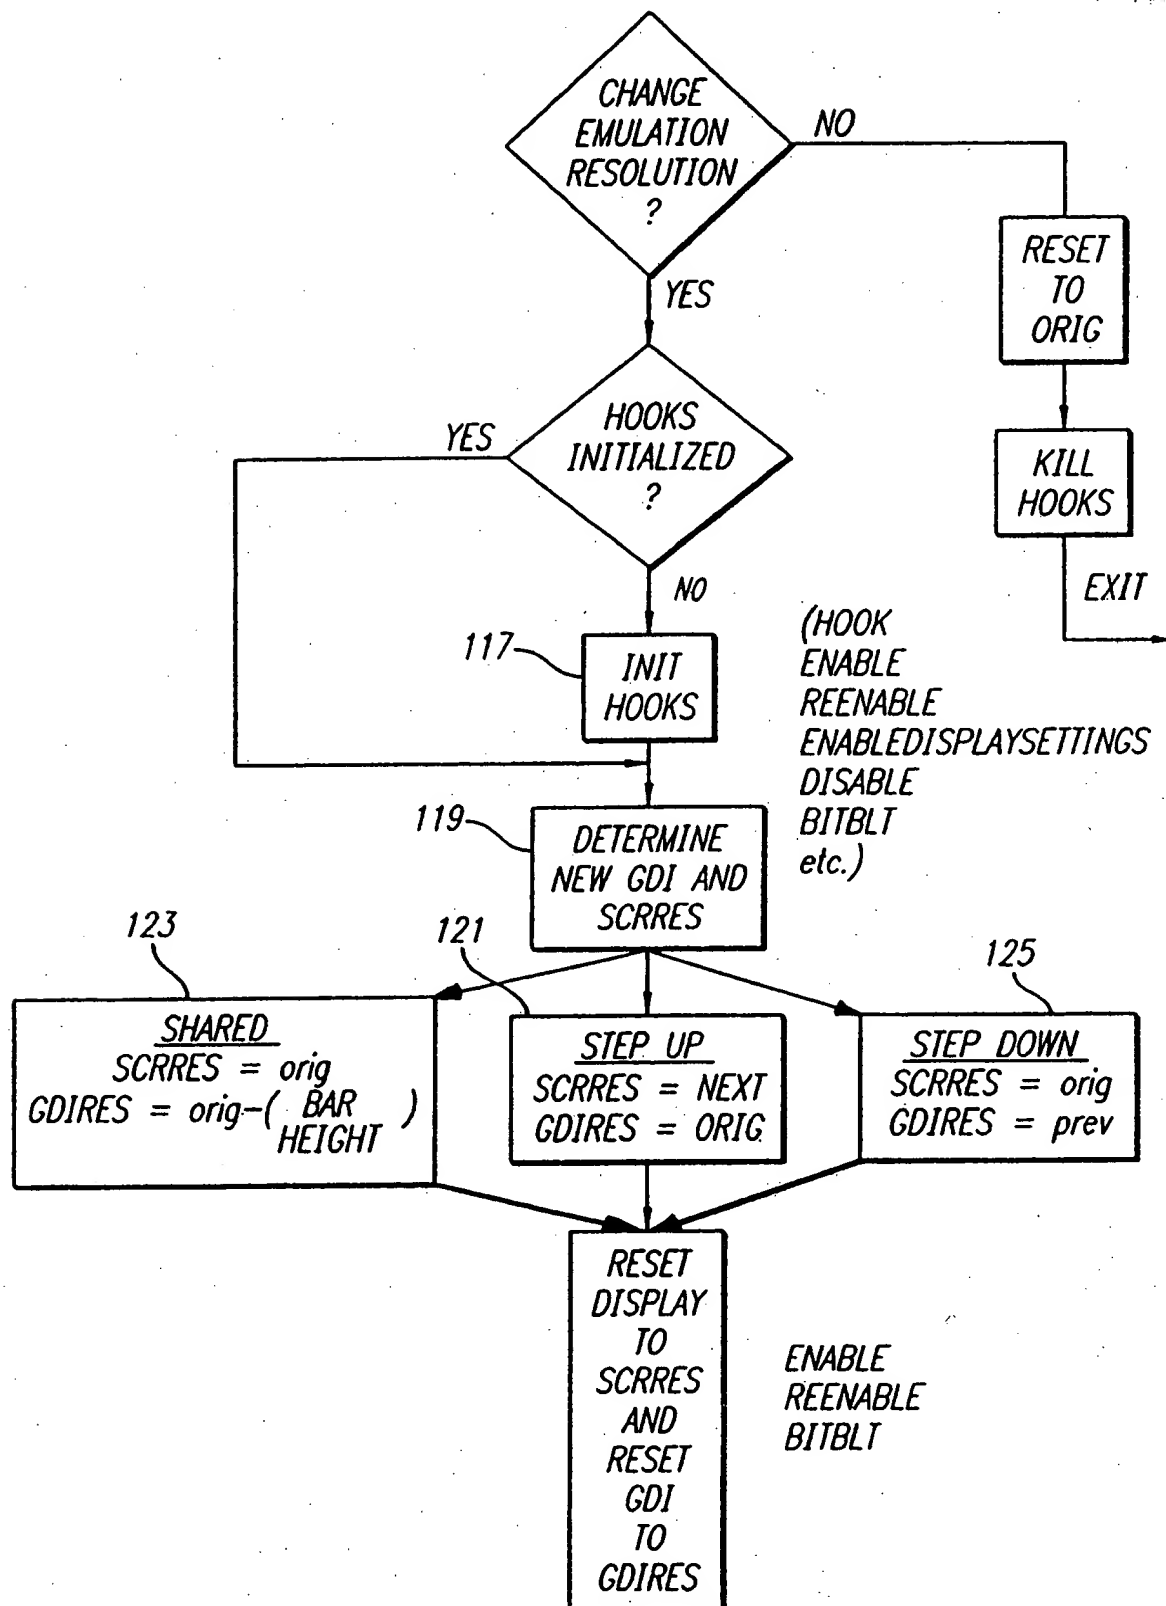 CHANGE
EMULATION
RESOLUTION
?
NO
YES
RESET
TO
ORIG
HOOKS
INITIALIZED
?
YES
KILL
HOOKS
NO
EXIT
117
INIT
HOOKS
(HOOK
ENABLE
REENABLE
ENABLEDISPLAYSETTINGS
DISABLE
BITBLT
etc.)
119
DETERMINE
NEW GDI AND
SCRRES
123
SHARED
SCRRES = orig
GDIRES = orig-( BAR )
HEIGHT
121
STEP UP
SCRRES = NEXT
GDIRES = ORIG
125
STEP DOWN
SCRRES = orig
GDIRES = prev
RESET
DISPLAY
TO
SCRRES
AND
RESET
GDI
TO
GDIRES
ENABLE
REENABLE
BITBLT